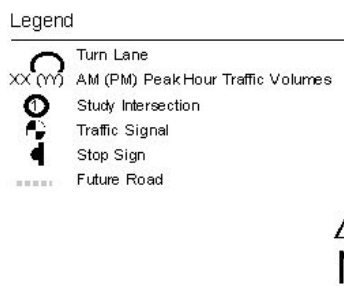 Legend
Turn Lane
XX (YY) AM (PM) Peak Hour Traffic Volumes
1 Study Intersection
Traffic Signal
Stop Sign
Future Road